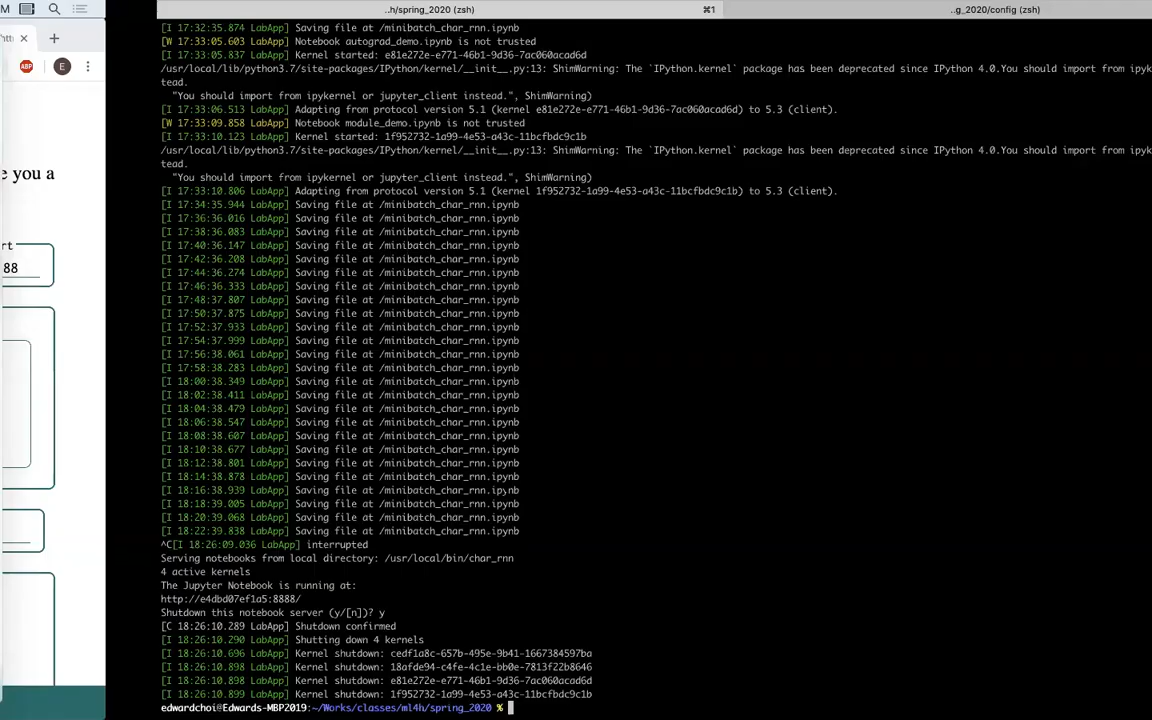 M
..h/spring_2020 (zsh)
⌘1
..g_2020/config (zsh)
[I 17:32:35.874 LabApp] Saving file at /minibatch_char_rnn.ipynb
[W 17:33:05.603 LabApp] Notebook autograd_demo.ipynb is not trusted
[I 17:33:05.837 LabApp] Kernel started: e81e272e-e771-46b1-9d36-7ac060acad6d
/usr/local/lib/python3.7/site-packages/IPython/kernel/__init__.py:13: ShimWarning: The `IPython.kernel` package has been deprecated since IPython 4.0.You should import from ipyk
tead.
"You should import from ipykernel or jupyter_client instead.", ShimWarning)
[I 17:33:06.513 LabApp] Adapting from protocol version 5.1 (kernel e81e272e-e771-46b1-9d36-7ac060acad6d) to 5.3 (client).
[W 17:33:09.858 LabApp] Notebook module_demo.ipynb is not trusted
[I 17:33:10.123 LabApp] Kernel started: 1f952732-1a99-4e53-a43c-11bcfbdc9c1b
/usr/local/lib/python3.7/site-packages/IPython/kernel/__init__.py:13: ShimWarning: The `IPython.kernel` package has been deprecated since IPython 4.0.You should import from ipyk
tead.
"You should import from ipykernel or jupyter_client instead.", ShimWarning)
[I 17:33:10.806 LabApp] Adapting from protocol version 5.1 (kernel 1f952732-1a99-4e53-a43c-11bcfbdc9c1b) to 5.3 (client).
[I 17:34:35.944 LabApp] Saving file at /minibatch_char_rnn.ipynb
[I 17:36:36.016 LabApp] Saving file at /minibatch_char_rnn.ipynb
[I 17:38:36.083 LabApp] Saving file at /minibatch_char_rnn.ipynb
[I 17:40:36.147 LabApp] Saving file at /minibatch_char_rnn.ipynb
[I 17:42:36.208 LabApp] Saving file at /minibatch_char_rnn.ipynb
[I 17:44:36.274 LabApp] Saving file at /minibatch_char_rnn.ipynb
[I 17:46:36.333 LabApp] Saving file at /minibatch_char_rnn.ipynb
[I 17:48:37.807 LabApp] Saving file at /minibatch_char_rnn.ipynb
[I 17:50:37.875 LabApp] Saving file at /minibatch_char_rnn.ipynb
[I 17:52:37.933 LabApp] Saving file at /minibatch_char_rnn.ipynb
[I 17:54:37.999 LabApp] Saving file at /minibatch_char_rnn.ipynb
[I 17:56:38.061 LabApp] Saving file at /minibatch_char_rnn.ipynb
[I 17:58:38.283 LabApp] Saving file at /minibatch_char_rnn.ipynb
[I 18:00:38.349 LabApp] Saving file at /minibatch_char_rnn.ipynb
[I 18:02:38.411 LabApp] Saving file at /minibatch_char_rnn.ipynb
[I 18:04:38.479 LabApp] Saving file at /minibatch_char_rnn.ipynb
[I 18:06:38.547 LabApp] Saving file at /minibatch_char_rnn.ipynb
[I 18:08:38.607 LabApp] Saving file at /minibatch_char_rnn.ipynb
[I 18:10:38.677 LabApp] Saving file at /minibatch_char_rnn.ipynb
[I 18:12:38.801 LabApp] Saving file at /minibatch_char_rnn.ipynb
[I 18:14:38.878 LabApp] Saving file at /minibatch_char_rnn.ipynb
[I 18:16:38.939 LabApp] Saving file at /minibatch_char_rnn.ipynb
[I 18:18:39.005 LabApp] Saving file at /minibatch_char_rnn.ipynb
[I 18:20:39.068 LabApp] Saving file at /minibatch_char_rnn.ipynb
[I 18:22:39.838 LabApp] Saving file at /minibatch_char_rnn.ipynb
^C[I 18:26:09.036 LabApp] interrupted
Serving notebooks from local directory: /usr/local/bin/char_rnn
4 active kernels
The Jupyter Notebook is running at:
http://e4dbd07ef1a5:8888/
Shutdown this notebook server (y/[n])? y
[C 18:26:10.289 LabApp] Shutdown confirmed
[I 18:26:10.290 LabApp] Shutting down 4 kernels
[I 18:26:10.696 LabApp] Kernel shutdown: cedf1a8c-657b-495e-9b41-1667384597ba
[I 18:26:10.898 LabApp] Kernel shutdown: 18afde94-c4fe-4c1e-bb0e-7813f22b8646
[I 18:26:10.898 LabApp] Kernel shutdown: e81e272e-e771-46b1-9d36-7ac060acad6d
[I 18:26:10.899 LabApp] Kernel shutdown: 1f952732-1a99-4e53-a43c-11bcfbdc9c1b
edwardchoi@Edwards-MBP2019:~/Works/classes/ml4h/spring_2020 %
ABP
E
e you a
rt
88